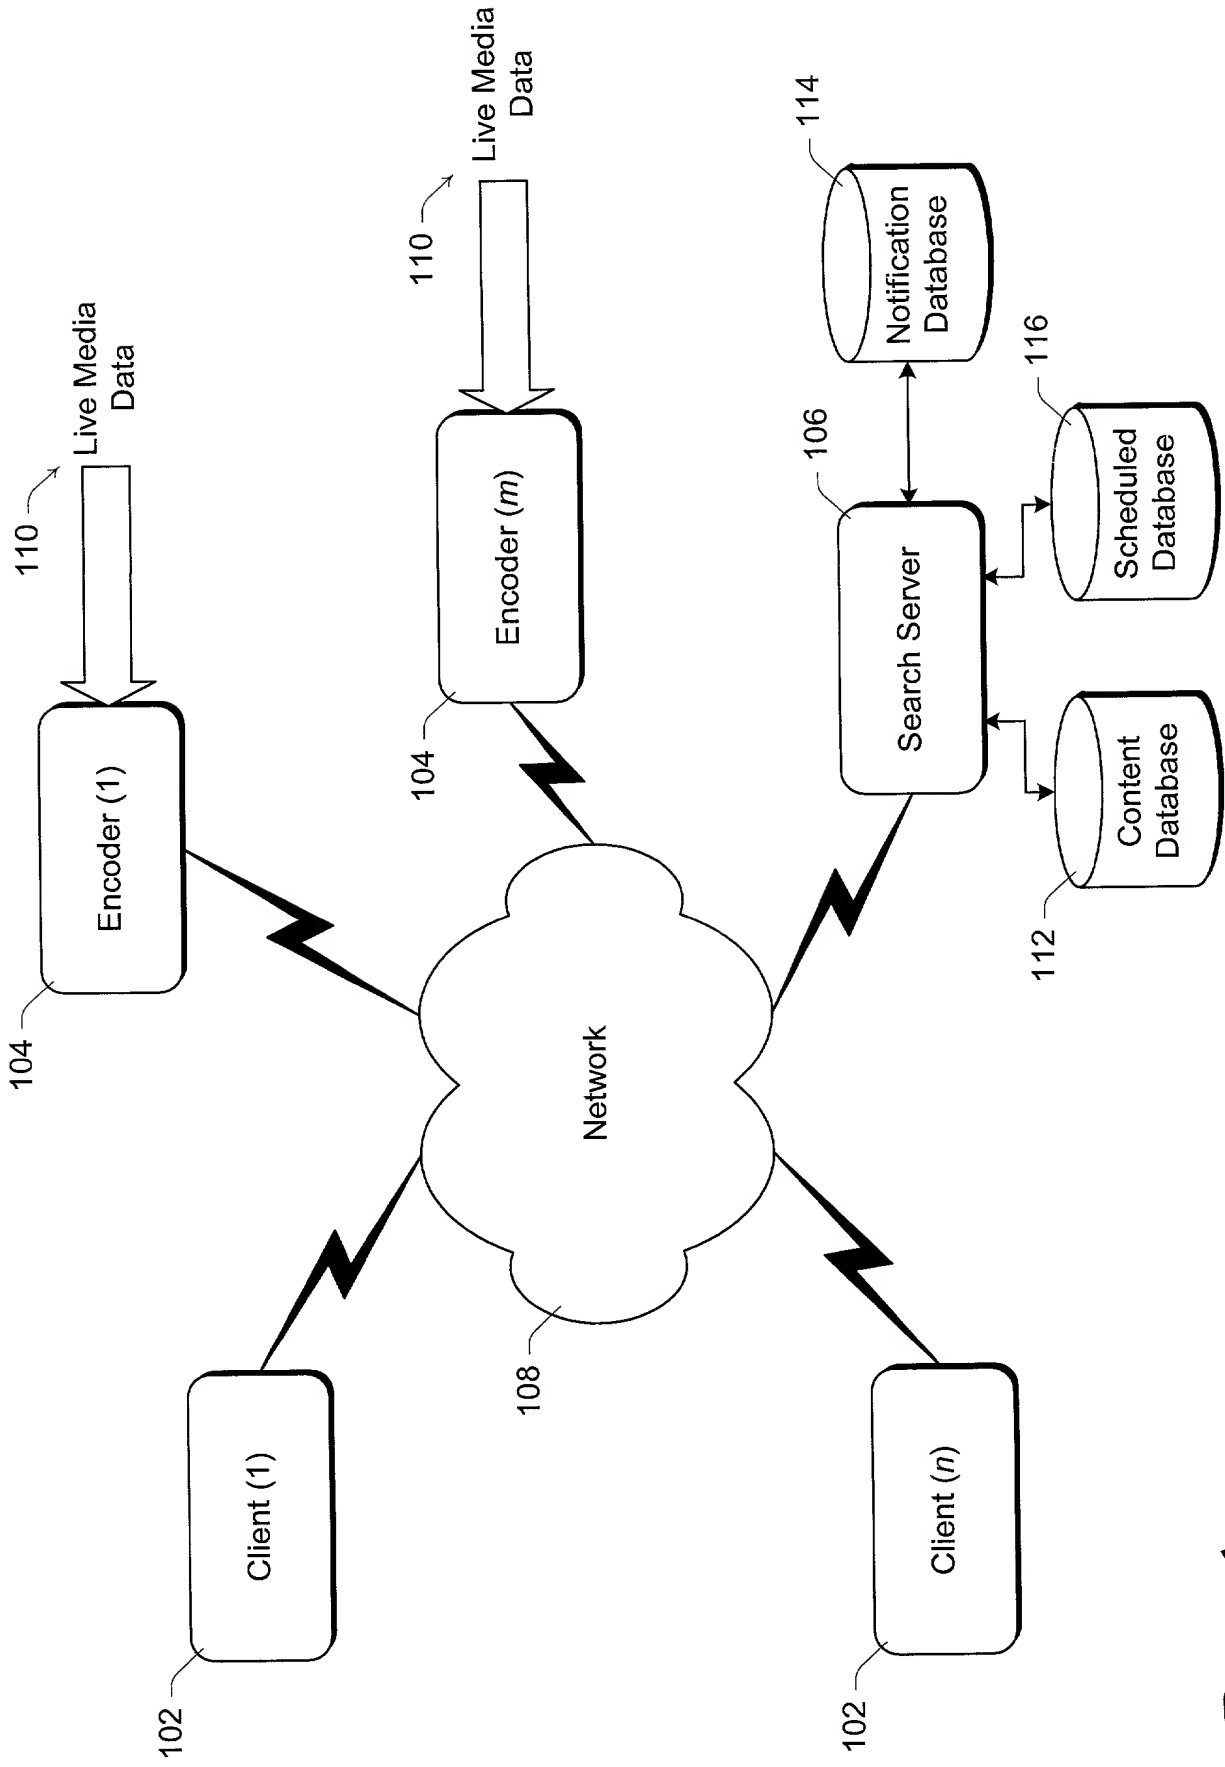 110
Live Media
Data
104
Encoder (1)
110
Live Media
Data
104
Encoder (m)
102
Client (1)
108
Network
106
Search Server
114
Notification
Database
102
Client (n)
112
Content
Database
116
Scheduled
Database